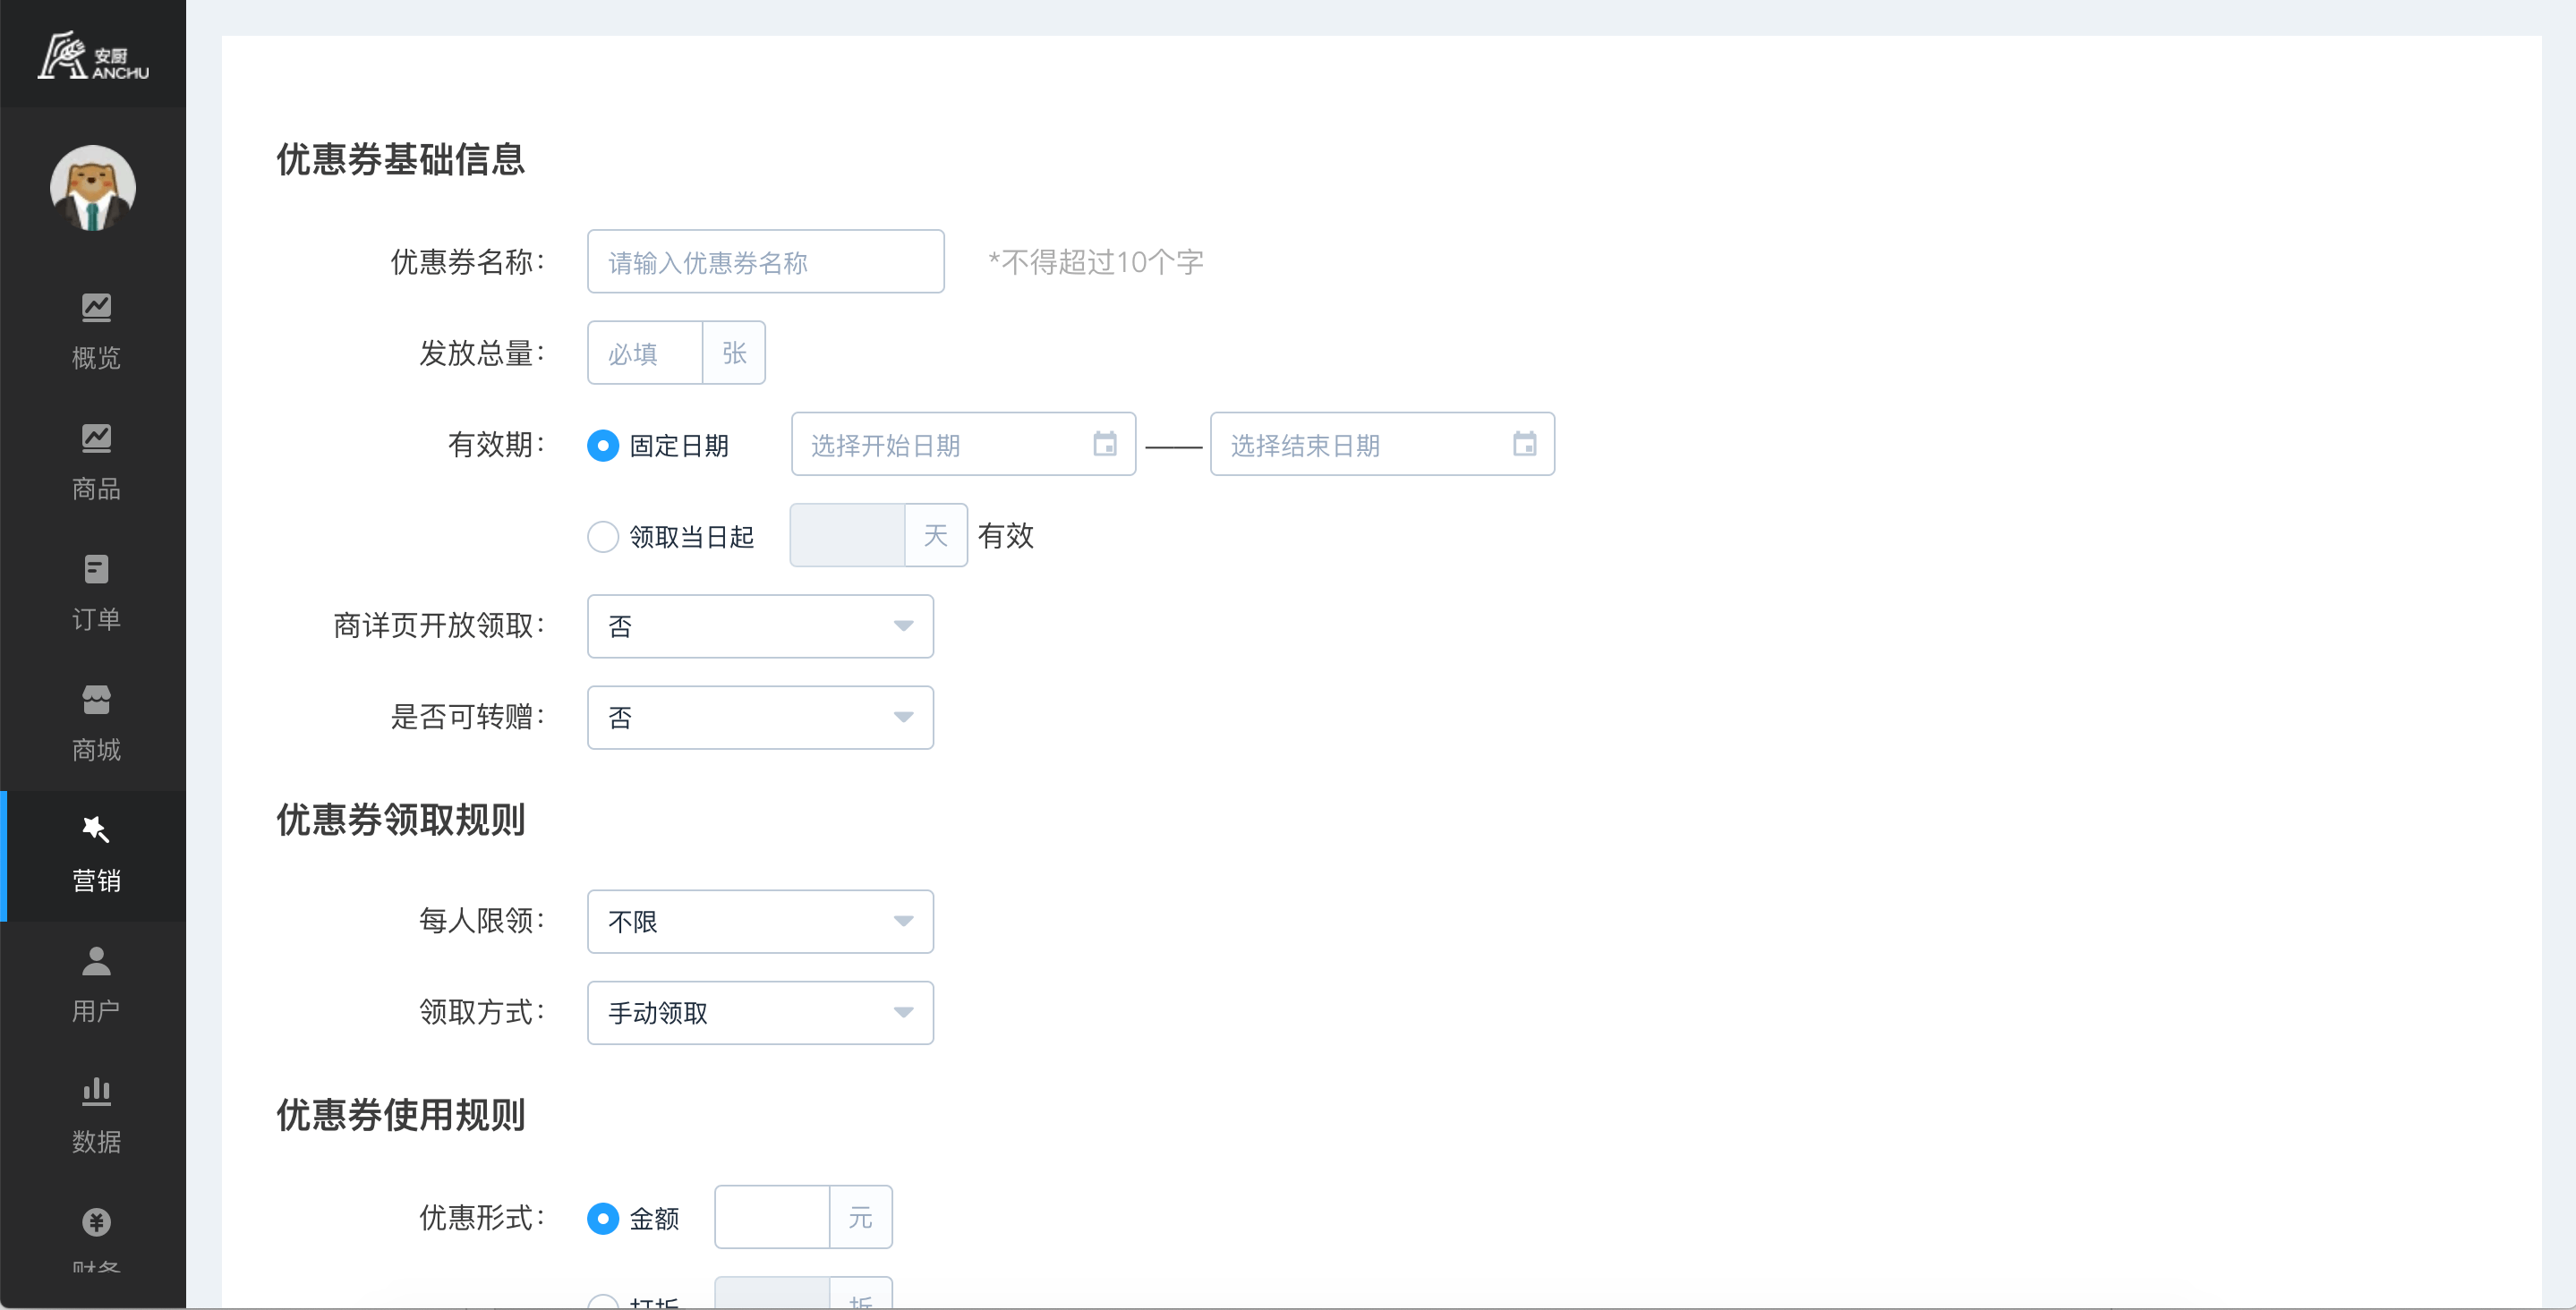 安厨
ANCHU
概览
商品
订单
商城
营销
用户
数据
财务
优惠券基础信息
优惠券名称： 请输入优惠券名称 *不得超过10个字
发放总量： 必填 张
有效期： 固定日期 选择开始日期 —— 选择结束日期
领取当日起 天 有效
商详页开放领取： 否
是否可转赠： 否
优惠券领取规则
每人限领： 不限
领取方式： 手动领取
优惠券使用规则
优惠形式： 金额 元
打折 折